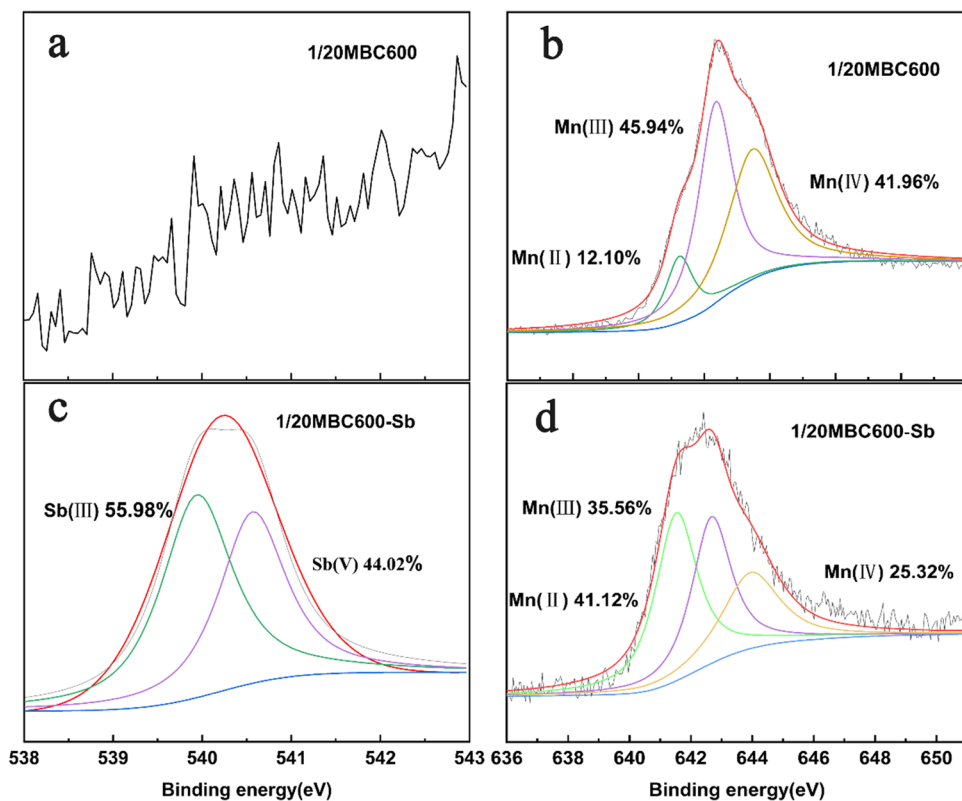 a
1/20MBC600
b
1/20MBC600
Mn(III) 45.94%
Mn(IV) 41.96%
Mn(II) 12.10%
c
1/20MBC600-Sb
Sb(III) 55.98%
Sb(V) 44.02%
d
1/20MBC600-Sb
Mn(III) 35.56%
Mn(IV) 25.32%
Mn(II) 41.12%
538 539 540 541 542 543
636 638 640 642 644 646 648 650
Binding energy(eV)
Binding energy(eV)